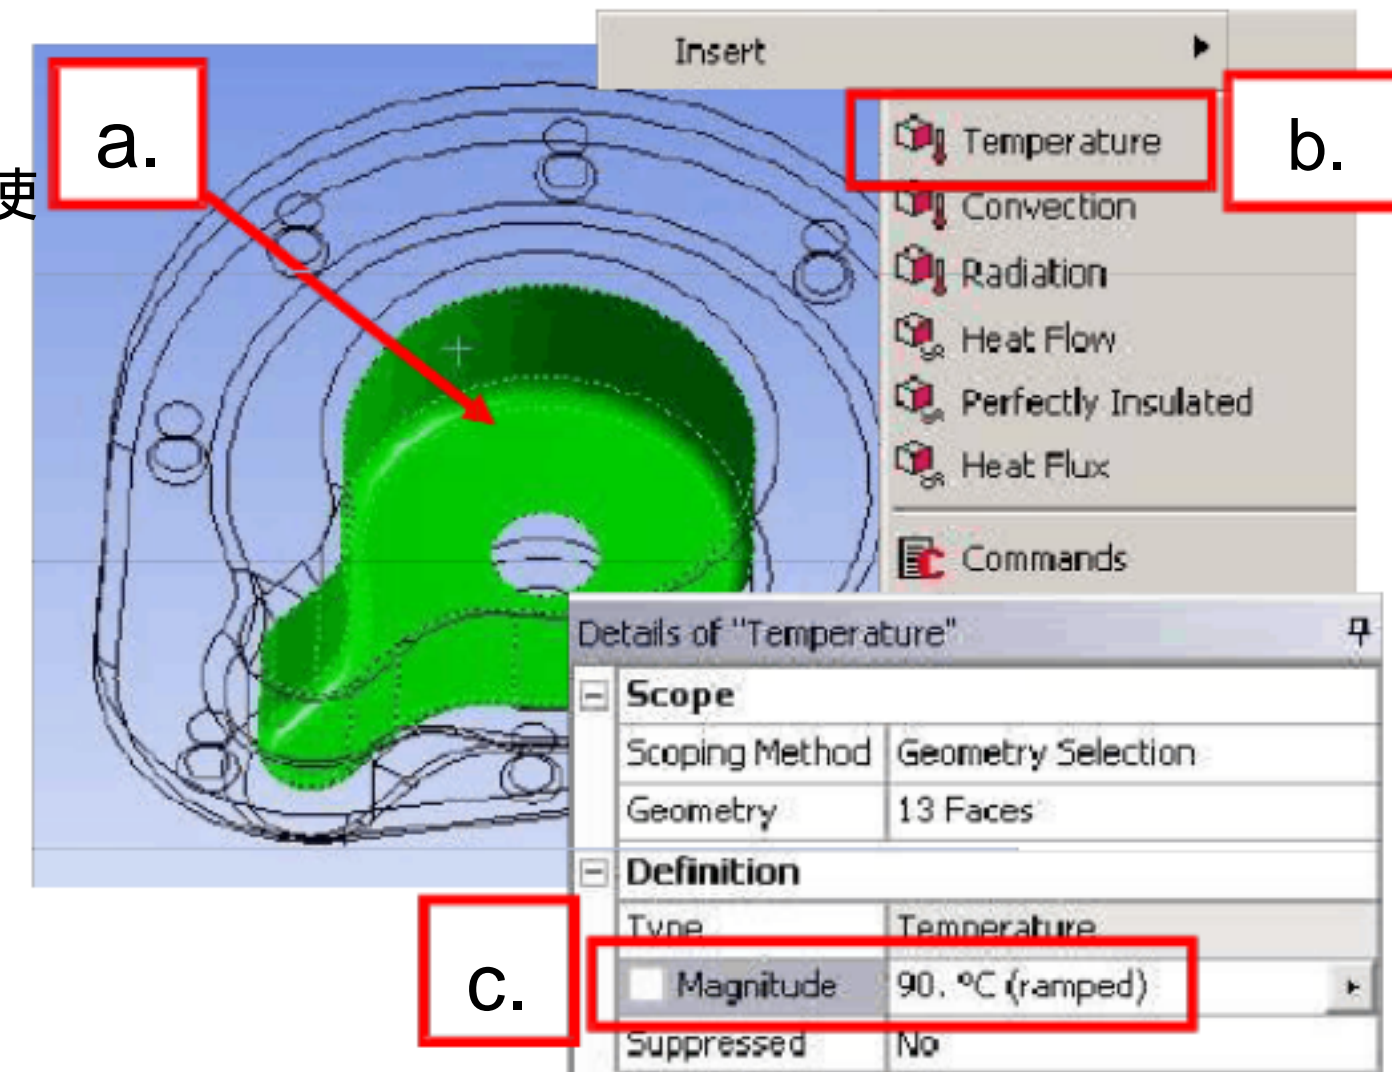 Insert
a.
Temperature
b.
使
Convection
Radiation
Heat Flow
Perfectly Insulated
Heat Flux
Commands
Details of "Temperature"
Scope
Scoping Method Geometry Selection
Geometry 13 Faces
Definition
Type Temperature
c.
Magnitude 90. °C (ramped)
Suppressed No